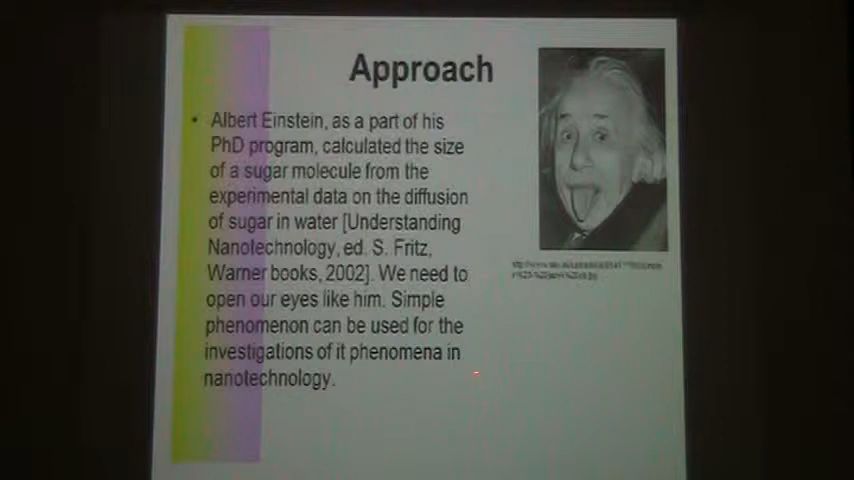 Approach
• Albert Einstein, as a part of his
PhD program, calculated the size
of a sugar molecule from the
experimental data on the diffusion
of sugar in water [Understanding
Nanotechnology, ed. S. Fritz,
Warner books, 2002]. We need to
open our eyes like him. Simple
phenomenon can be used for the
investigations of it phenomena in
nanotechnology.